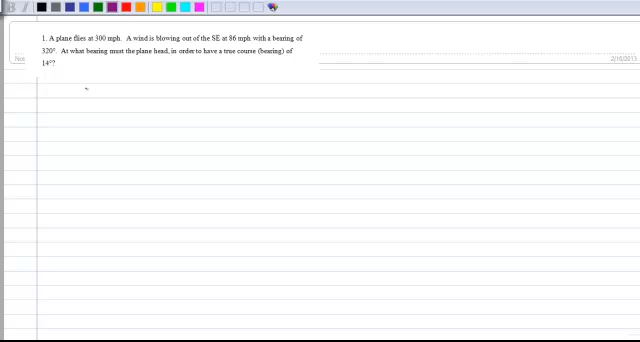 1. A plane flies at 300 mph. A wind is blowing out of the SE at 86 mph with a bearing of
320°. At what bearing must the plane head, in order to have a true course (bearing) of
14°?
2/16/2013